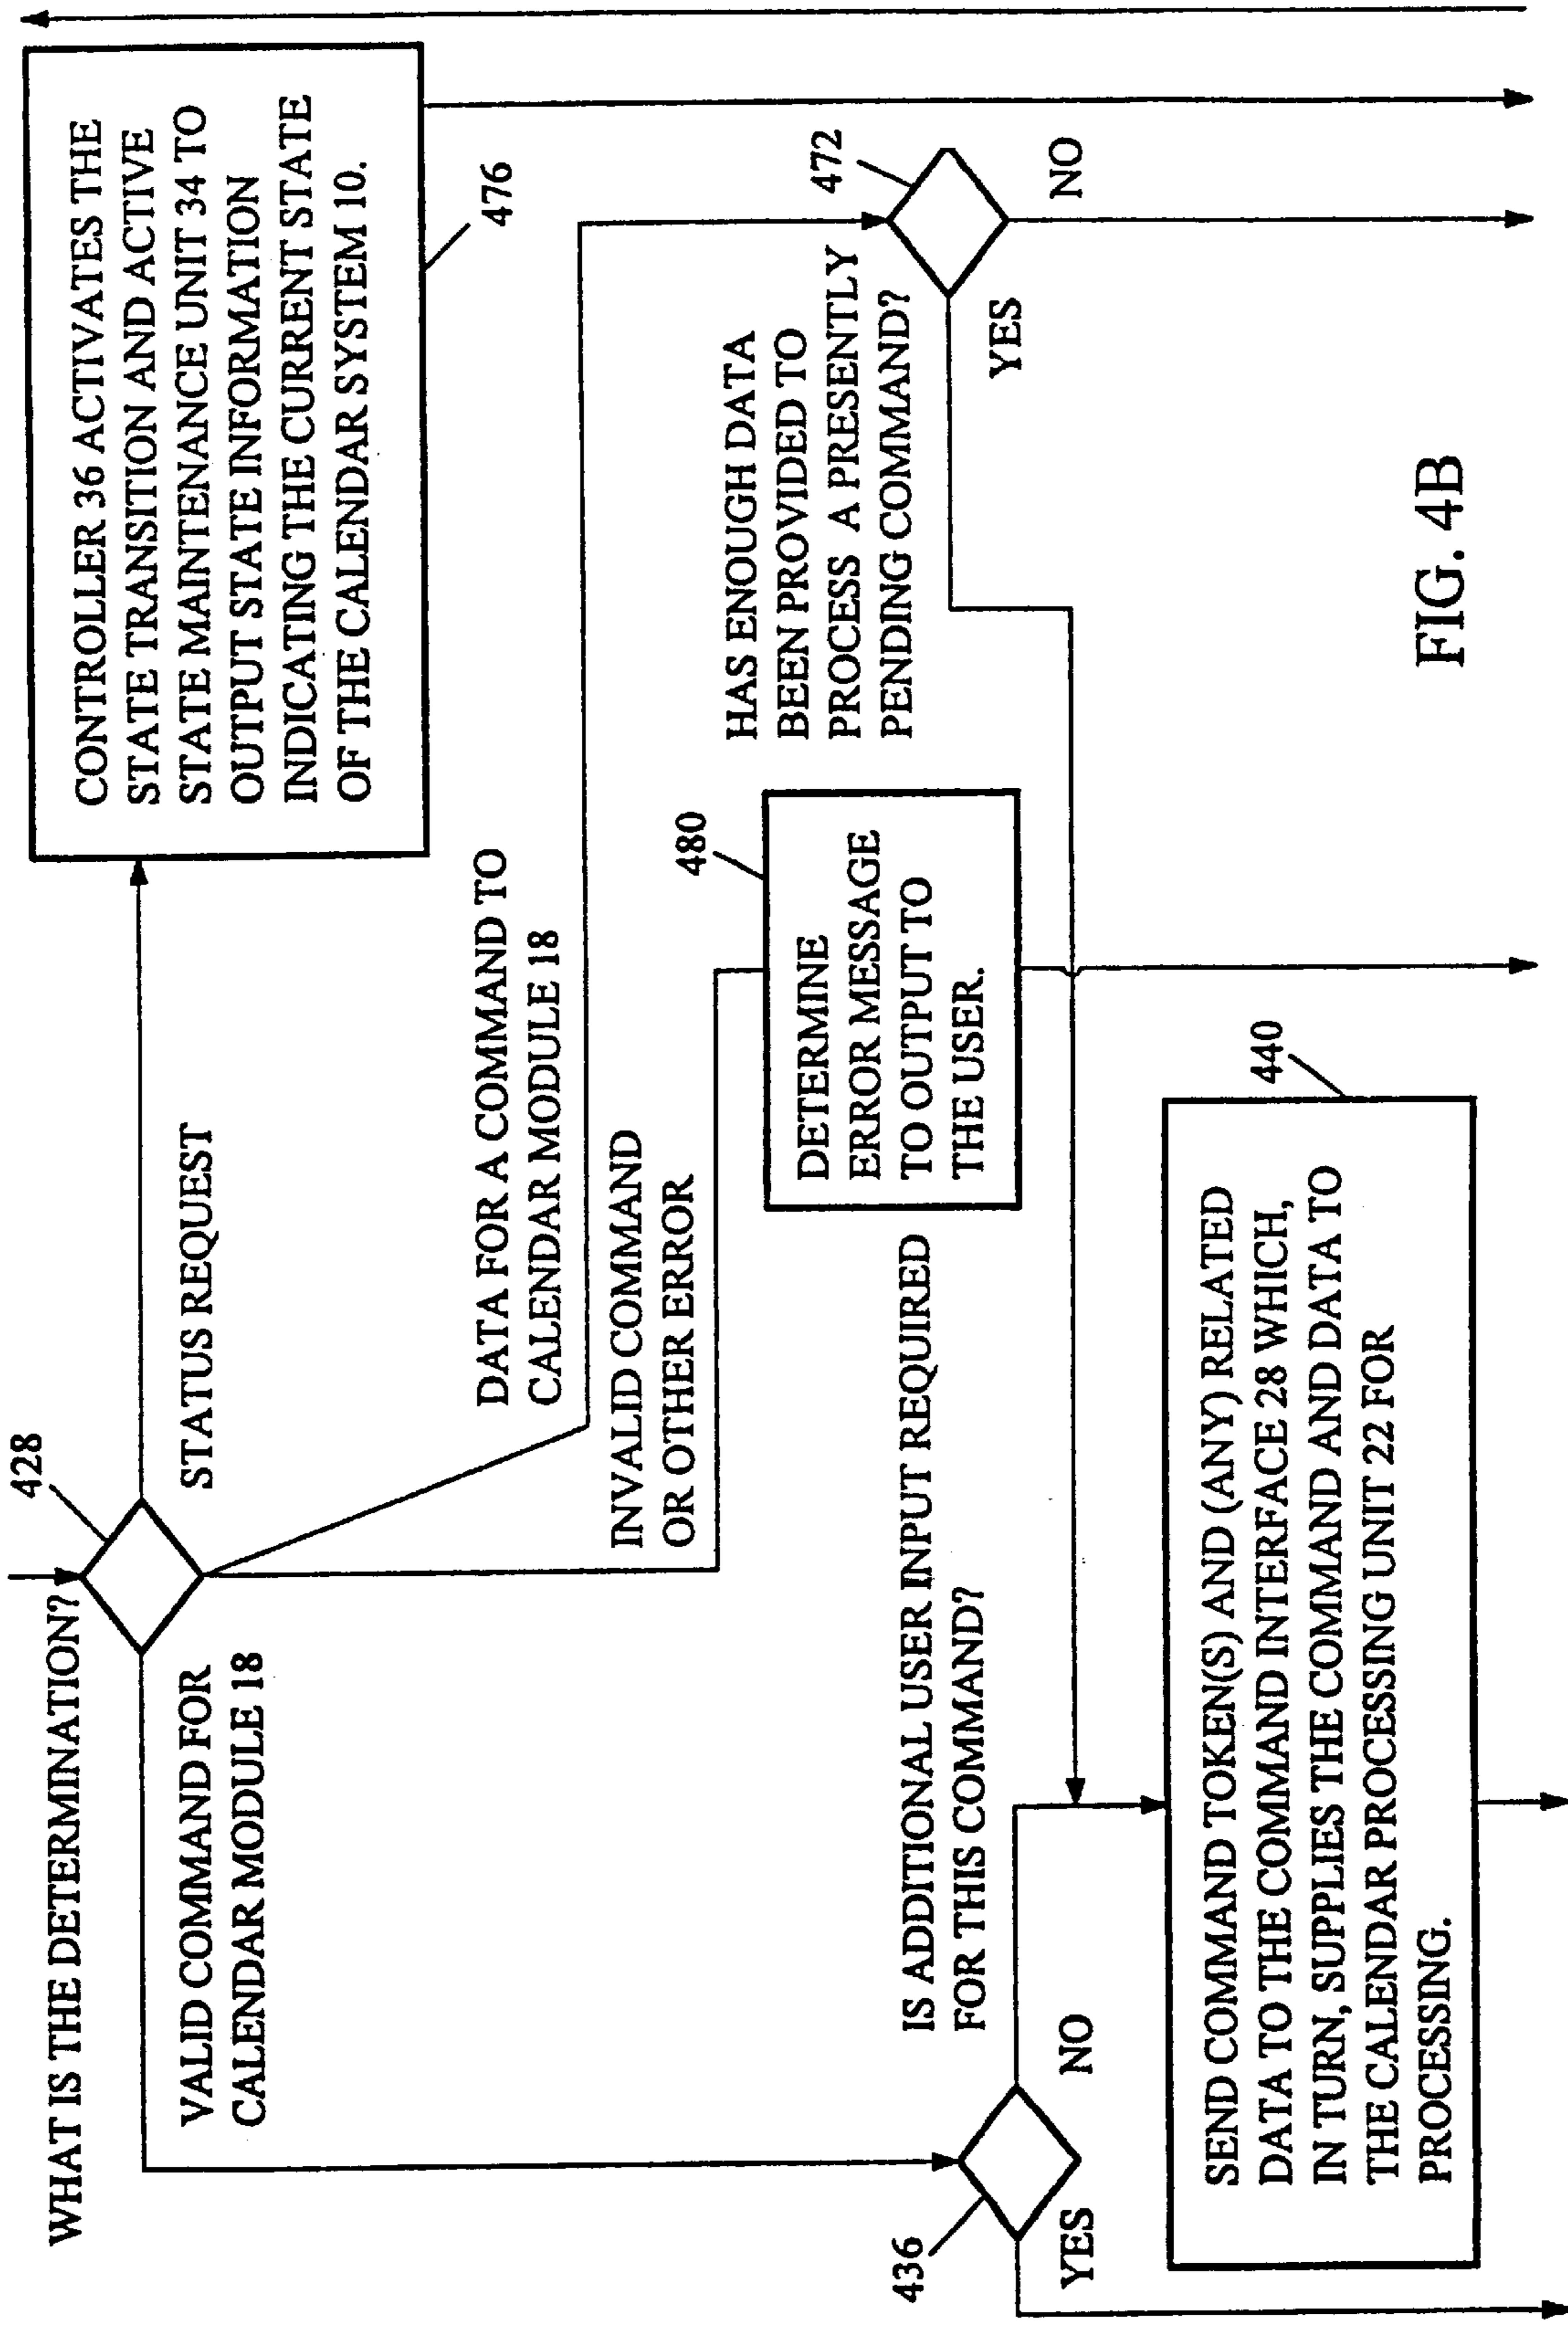 WHAT IS THE DETERMINATION?
428
VALID COMMAND FOR
CALENDAR MODULE 18
STATUS REQUEST
CONTROLLER 36 ACTIVATES THE
STATE TRANSITION AND ACTIVE
STATE MAINTENANCE UNIT 34 TO
OUTPUT STATE INFORMATION
INDICATING THE CURRENT STATE
OF THE CALENDAR SYSTEM 10.
476
DATA FOR A COMMAND TO
CALENDAR MODULE 18
INVALID COMMAND
OR OTHER ERROR
480
DETERMINE
ERROR MESSAGE
TO OUTPUT TO
THE USER.
HAS ENOUGH DATA
BEEN PROVIDED TO
PROCESS A PRESENTLY
PENDING COMMAND?
472
YES
NO
IS ADDITIONAL USER INPUT REQUIRED
FOR THIS COMMAND?
436
YES
NO
440
SEND COMMAND TOKEN(S) AND (ANY) RELATED
DATA TO THE COMMAND INTERFACE 28 WHICH,
IN TURN, SUPPLIES THE COMMAND AND DATA TO
THE CALENDAR PROCESSING UNIT 22 FOR
PROCESSING.
FIG. 4B